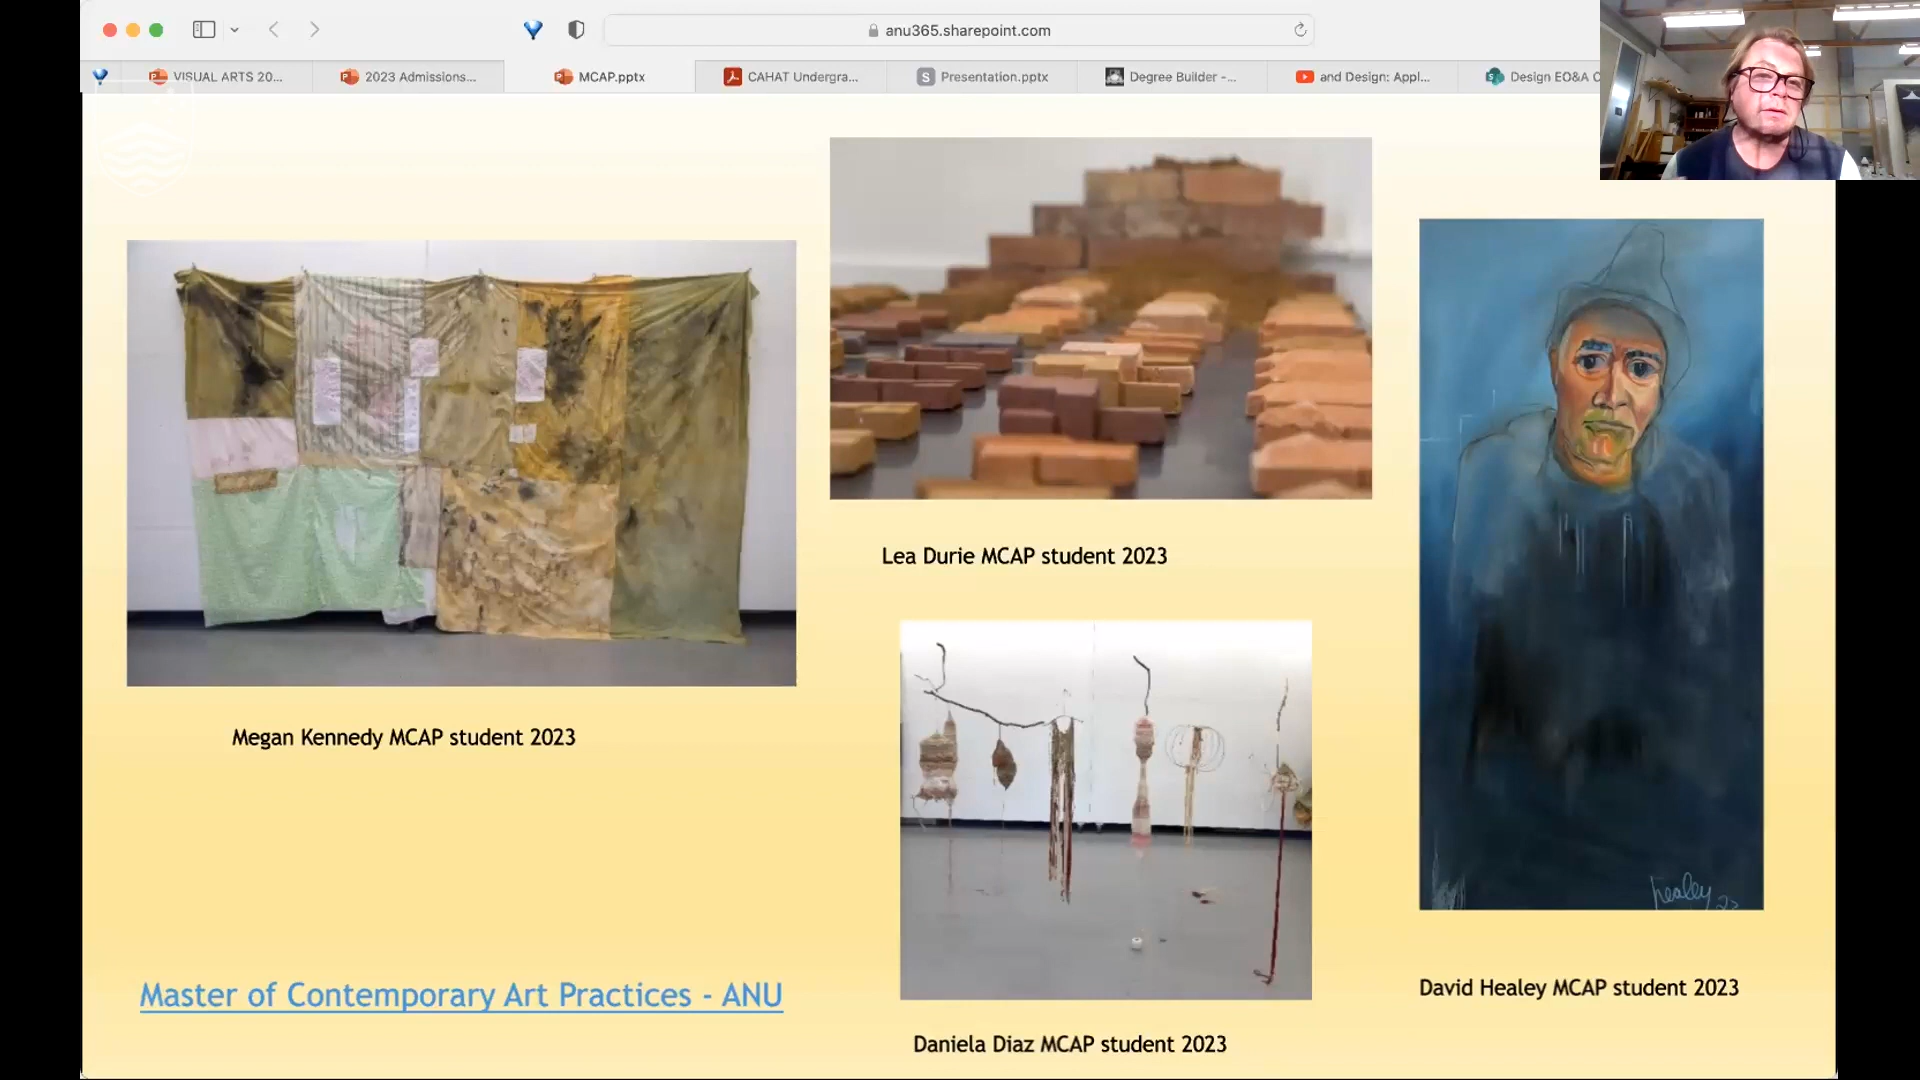 anu365.sharepoint.com
VISUAL ARTS 20...
2023 Admissions...
MCAP.pptx
CAHAT Undergra...
S Presentation.pptx
Degree Builder -...
and Design: Appl...
Design EO&A
Lea Durie MCAP student 2023
Megan Kennedy MCAP student 2023
healey
Master of Contemporary Art Practices - ANU
David Healey MCAP student 2023
Daniela Diaz MCAP student 2023